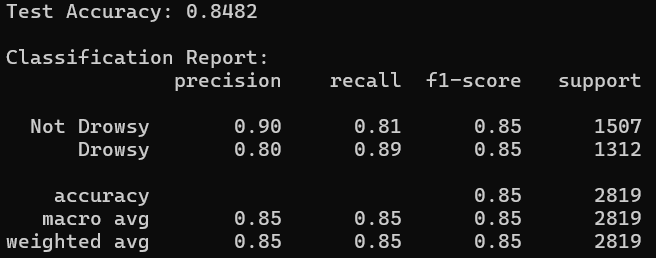 Test Accuracy: 0.8482
Classification Report:
precision recall f1-score support
Not Drowsy 0.90 0.81 0.85 1507
Drowsy 0.80 0.89 0.85 1312
accuracy 0.85 2819
macro avg 0.85 0.85 0.85 2819
weighted avg 0.85 0.85 0.85 2819